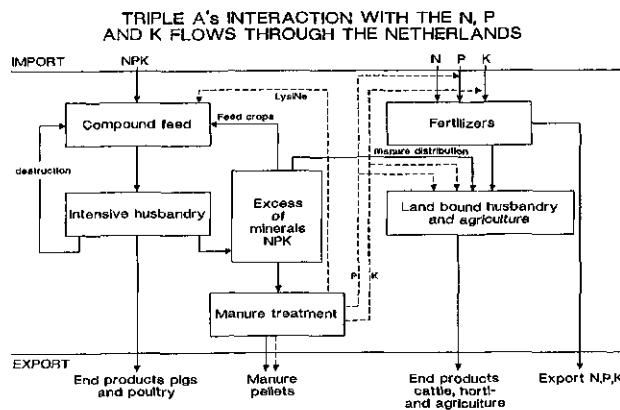 TRIPLE A's INTERACTION WITH THE N, P
AND K FLOWS THROUGH THE NETHERLANDS
IMPORT
NPK
N P K
LysiNe
Compound feed
Feed crops
Fertilizers
destruction
manure distribution
Intensive husbandry
Excess
of
minerals
NPK
Land bound husbandry
and agriculture
P K
Manure treatment
EXPORT
End products pigs
and poultry
Manure
pellets
End products
cattle, horti-
and agriculture
Export N,P,K